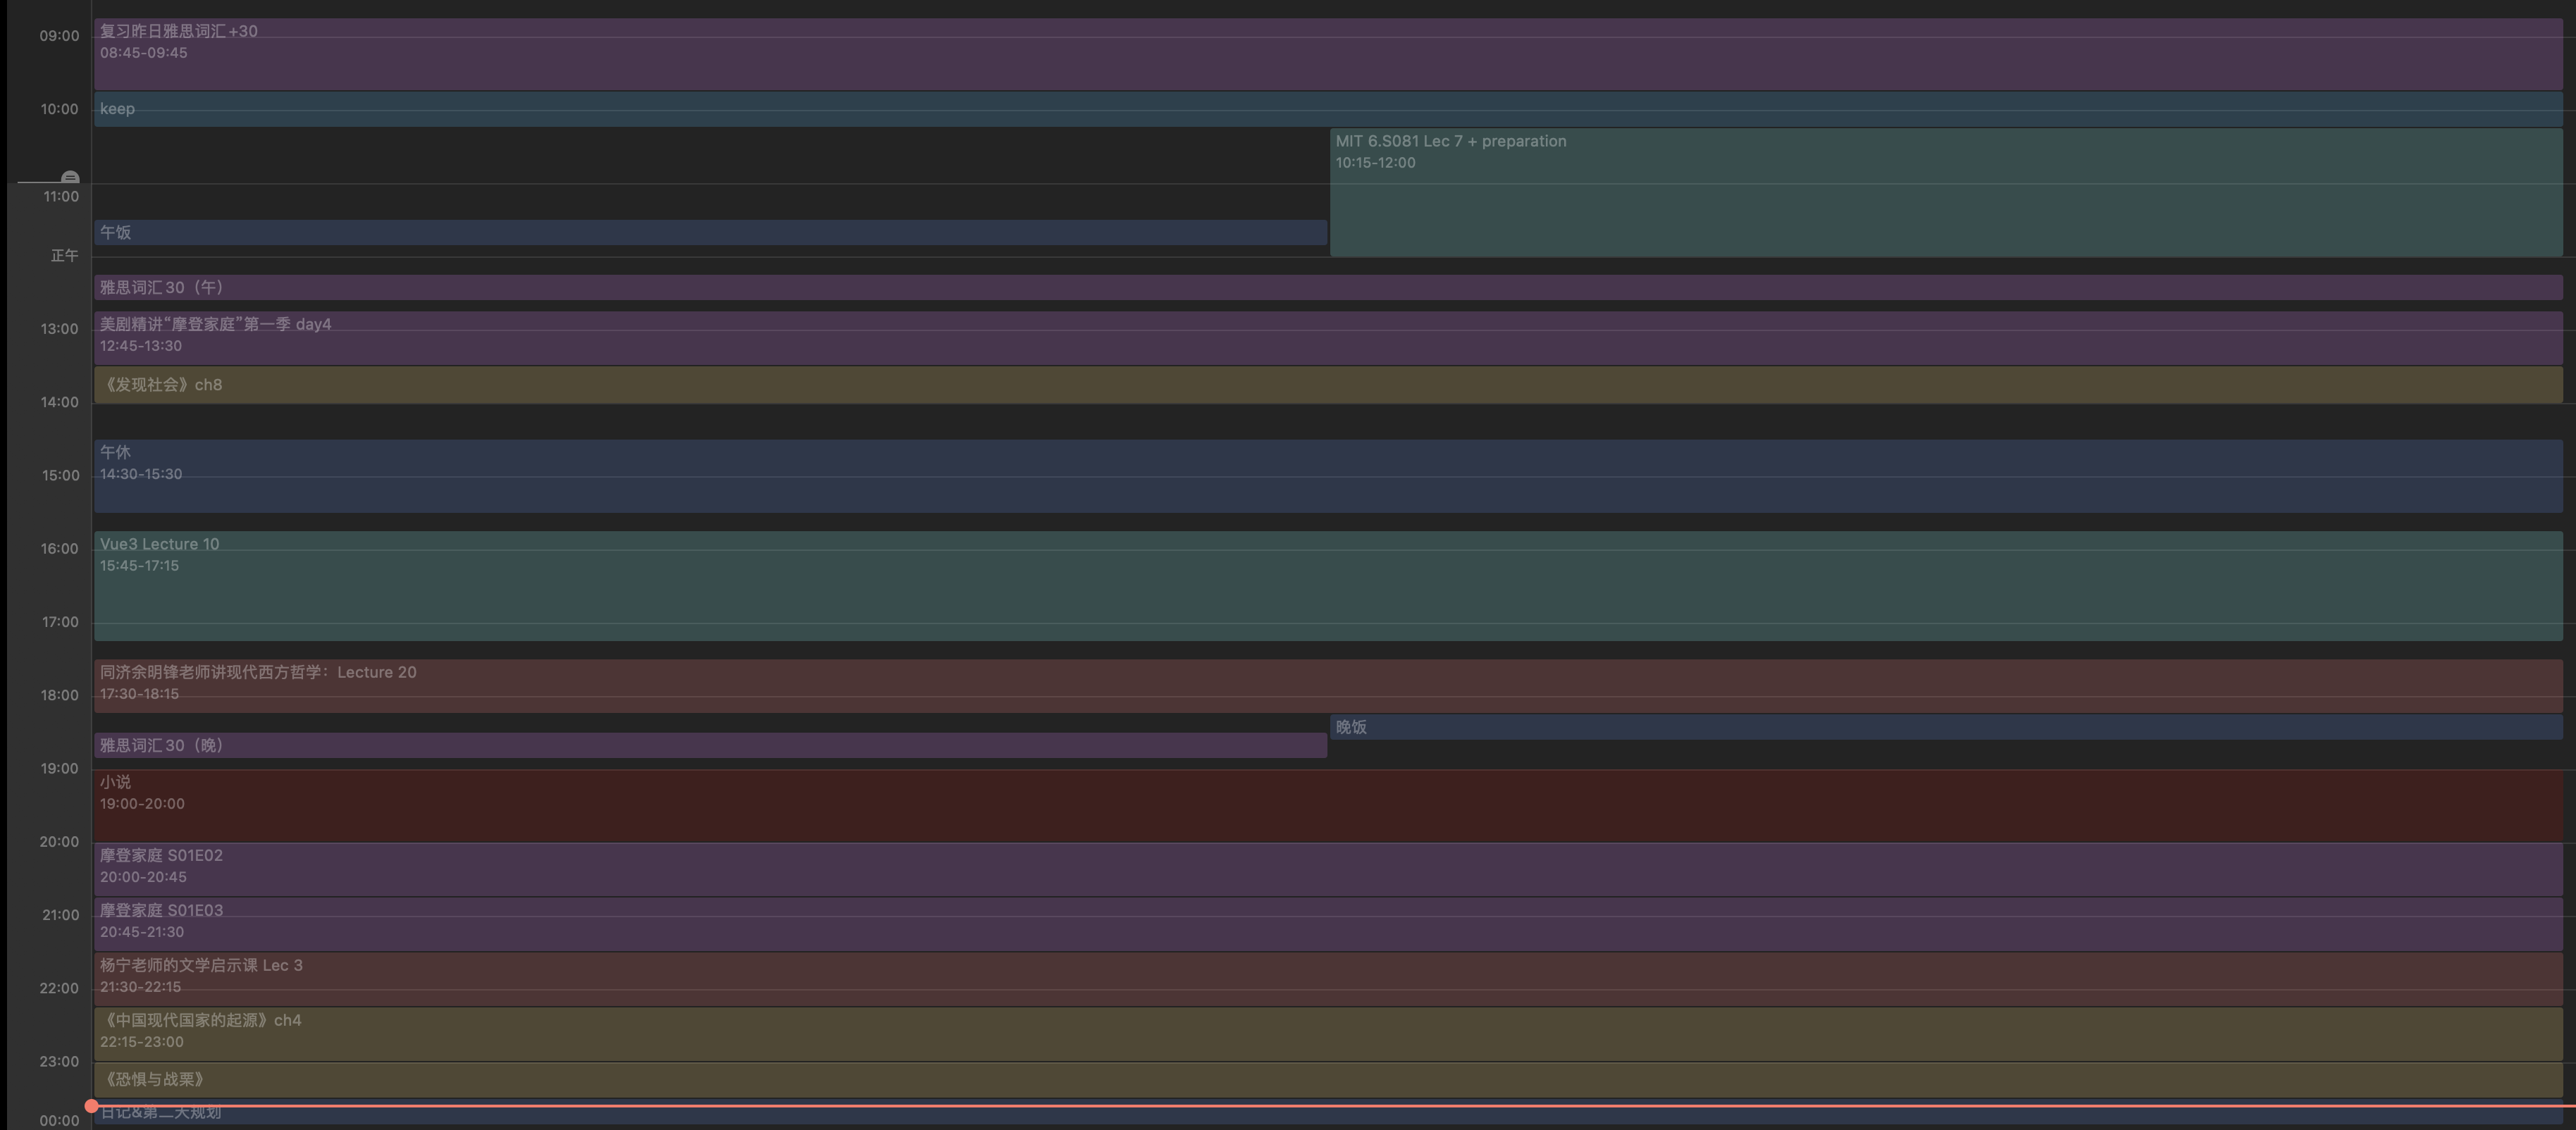 09:00
复习昨日雅思词汇+30
08:45-09:45
10:00
keep
MIT 6.S081 Lec 7 + preparation
10:15-12:00
11:00
午饭
正午
雅思词汇30（午）
13:00
美剧精讲“摩登家庭”第一季 day4
12:45-13:30
《发现社会》ch8
14:00
午休
15:00
14:30-15:30
16:00
Vue3 Lecture 10
15:45-17:15
17:00
同济余明锋老师讲现代西方哲学：Lecture 20
18:00
17:30-18:15
晚饭
雅思词汇30（晚）
19:00
小说
19:00-20:00
20:00
摩登家庭 S01E02
20:00-20:45
21:00
摩登家庭 S01E03
20:45-21:30
杨宁老师的文学启示课 Lec 3
22:00
21:30-22:15
《中国现代国家的起源》ch4
22:15-23:00
23:00
《恐惧与战栗》
日记&第二天规划
00:00